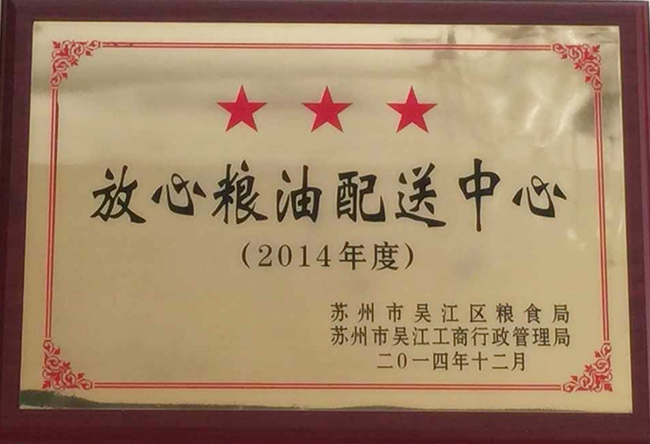 放心粮油配送中心
(2014年度)
苏州市吴江区粮食局
苏州市吴江工商行政管理局
二〇一四年十二月